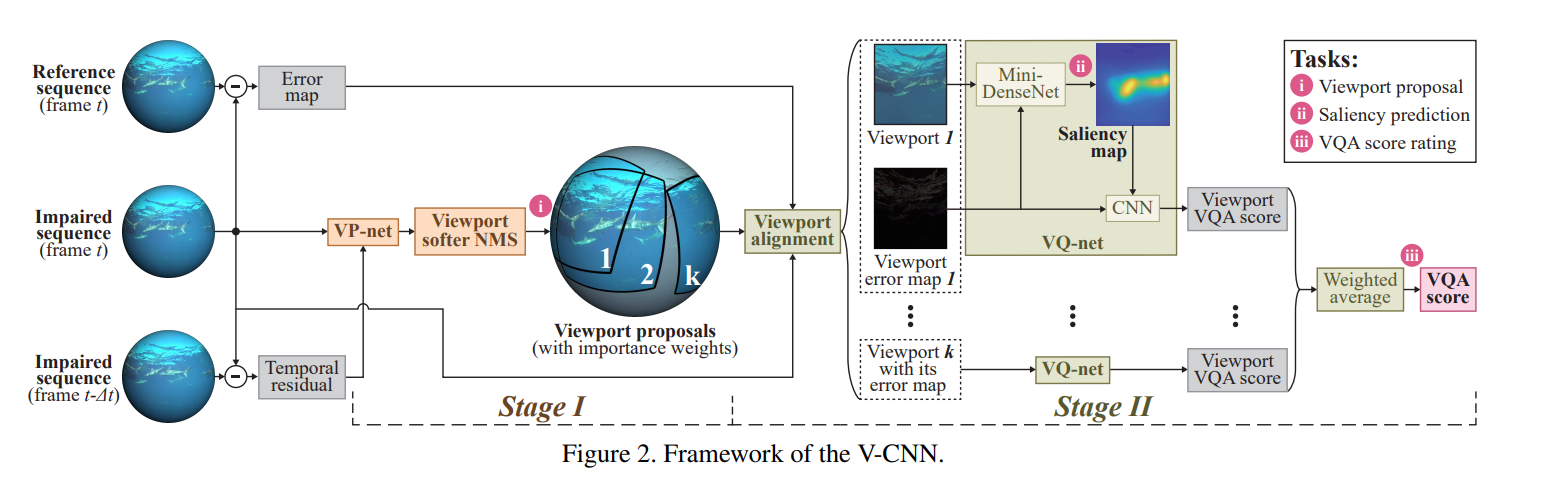 Reference
sequence
(frame t)
Error
map
Impaired
sequence
(frame t)
Impaired
sequence
(frame t-Δt)
Temporal
residual
VP-net
Viewport
softer NMS
i
1
2
k
Viewport proposals
(with importance weights)
Viewport
alignment
Viewport 1
Viewport
error map 1
Viewport k
with its
error map
Mini-
DenseNet
ii
Saliency
map
CNN
VQ-net
VQ-net
Viewport
VQA score
Viewport
VQA score
Weighted
average
iii
VQA
score
Tasks:
i Viewport proposal
ii Saliency prediction
iii VQA score rating
Stage I
Stage II
Figure 2. Framework of the V-CNN.